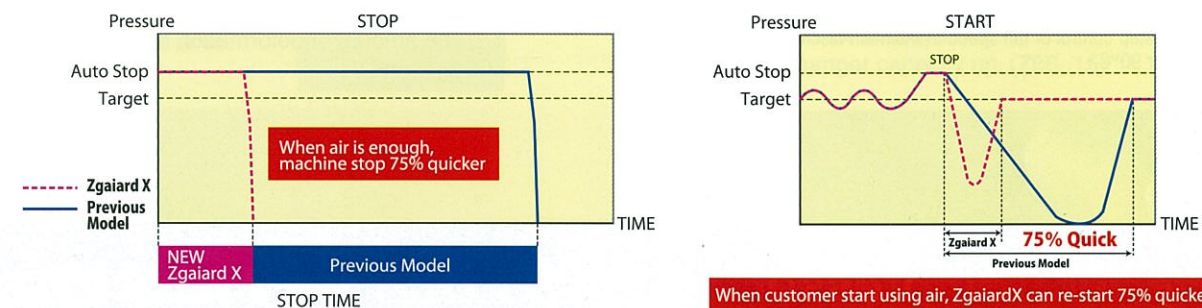 Pressure
STOP
Auto Stop
Target
When air is enough,
machine stop 75% quicker
Zgaiard X
Previous
Model
TIME
NEW
Zgaiard X
Previous Model
STOP TIME
Pressure
START
STOP
Auto Stop
Target
TIME
Zgaiard X
75% Quick
Previous Model
When customer start using air, ZgaiardX can re-start 75% quicke